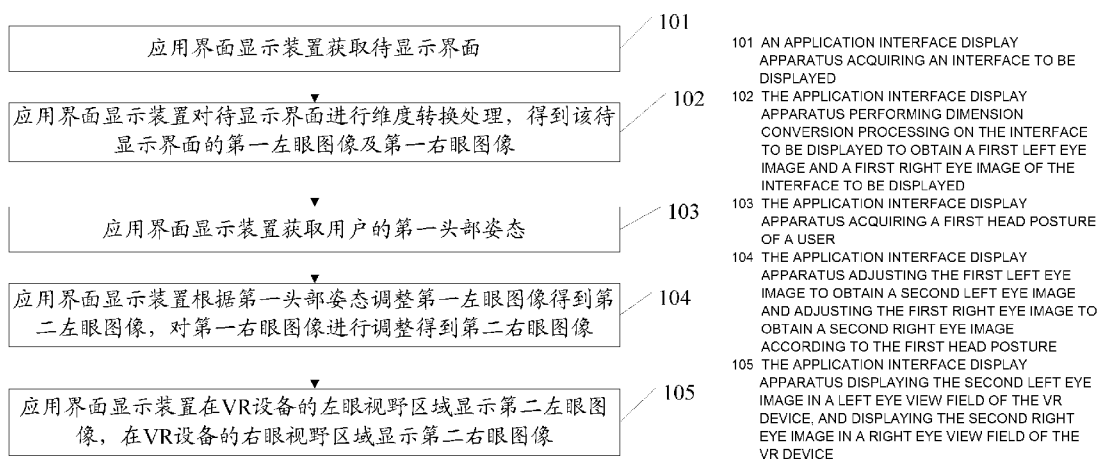 应用界面显示装置获取待显示界面
101
应用界面显示装置对待显示界面进行维度转换处理，得到该待
显示界面的第一左眼图像及第一右眼图像
102
应用界面显示装置获取用户的第一头部姿态
103
应用界面显示装置根据第一头部姿态调整第一左眼图像得到第
二左眼图像，对第一右眼图像进行调整得到第二右眼图像
104
应用界面显示装置在VR设备的左眼视野区域显示第二左眼图
像，在VR设备的右眼视野区域显示第二右眼图像
105
101 AN APPLICATION INTERFACE DISPLAY
APPARATUS ACQUIRING AN INTERFACE TO BE
DISPLAYED
102 THE APPLICATION INTERFACE DISPLAY
APPARATUS PERFORMING DIMENSION
CONVERSION PROCESSING ON THE INTERFACE
TO BE DISPLAYED TO OBTAIN A FIRST LEFT EYE
IMAGE AND A FIRST RIGHT EYE IMAGE OF THE
INTERFACE TO BE DISPLAYED
103 THE APPLICATION INTERFACE DISPLAY
APPARATUS ACQUIRING A FIRST HEAD POSTURE
OF A USER
104 THE APPLICATION INTERFACE DISPLAY
APPARATUS ADJUSTING THE FIRST LEFT EYE
IMAGE TO OBTAIN A SECOND LEFT EYE IMAGE
AND ADJUSTING THE FIRST RIGHT EYE IMAGE TO
OBTAIN A SECOND RIGHT EYE IMAGE
ACCORDING TO THE FIRST HEAD POSTURE
105 THE APPLICATION INTERFACE DISPLAY
APPARATUS DISPLAYING THE SECOND LEFT EYE
IMAGE IN A LEFT EYE VIEW FIELD OF THE VR
DEVICE, AND DISPLAYING THE SECOND RIGHT
EYE IMAGE IN A RIGHT EYE VIEW FIELD OF THE
VR DEVICE